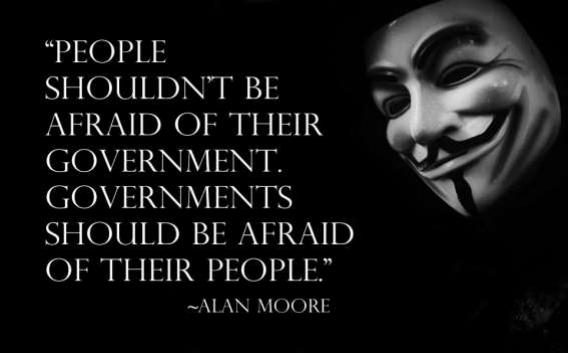 “PEOPLE
SHOULDN’T BE
AFRAID OF THEIR
GOVERNMENT.
GOVERNMENTS
SHOULD BE AFRAID
OF THEIR PEOPLE.”
~ALAN MOORE